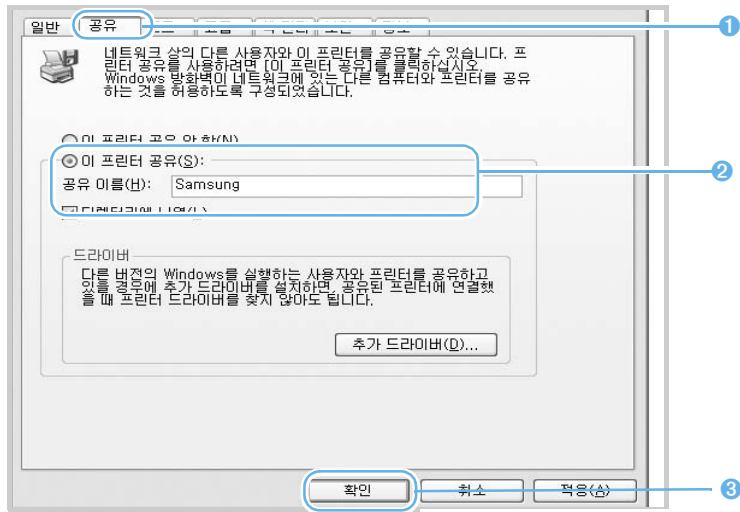 일반 공유
1
네트워크 상의 다른 사용자와 이 프린터를 공유할 수 있습니다. 프
린터 공유를 사용하려면 [이 프린터 공유]를 클릭하십시오.
Windows 방화벽이 네트워크에 있는 다른 컴퓨터와 프린터를 공유
하는 것을 허용하도록 구성되었습니다.
이 프린터 공유 안 함(N)
이 프린터 공유(S):
2
공유 이름(H): Samsung
드라이버
다른 버전의 Windows를 실행하는 사용자와 프린터를 공유하고
있을 경우에 추가 드라이버를 설치하면, 공유된 프린터에 연결했
을 때 프린터 드라이버를 찾지 않아도 됩니다.
추가 드라이버(D)...
확인 취소 적용(A)
3